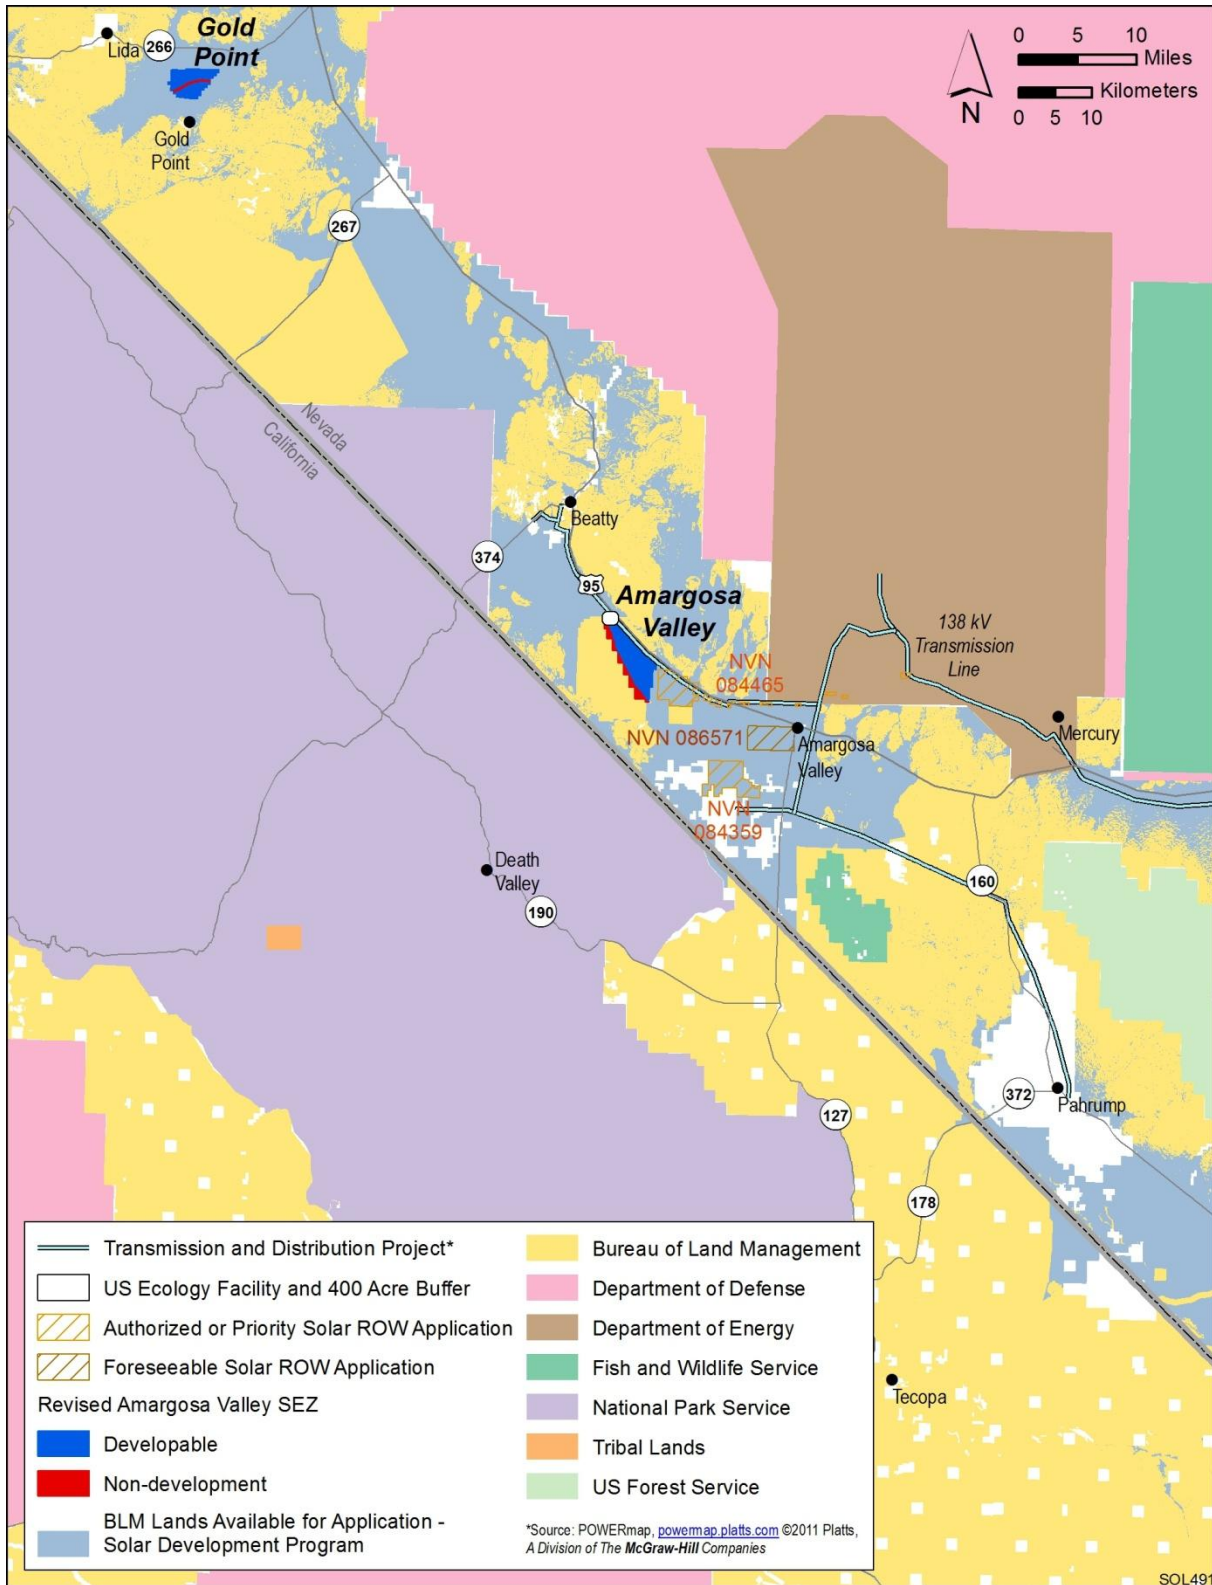 Gold
Point
Lida
266
Gold
Point
0 5 10
Miles
Kilometers
0 5 10
N
267
Nevada
California
Beatty
374
95
Amargosa
Valley
138 kV
Transmission
Line
NVN
084465
NVN 086571
Amargosa
Valley
Mercury
NVN
084359
Death
Valley
190
160
372
Pahrump
127
178
Tecopa
Transmission and Distribution Project*
US Ecology Facility and 400 Acre Buffer
Authorized or Priority Solar ROW Application
Foreseeable Solar ROW Application
Revised Amargosa Valley SEZ
Developable
Non-development
BLM Lands Available for Application -
Solar Development Program
Bureau of Land Management
Department of Defense
Department of Energy
Fish and Wildlife Service
National Park Service
Tribal Lands
US Forest Service
*Source: POWERmap, powermap.platts.com ©2011 Platts,
A Division of The McGraw-Hill Companies
SOL491